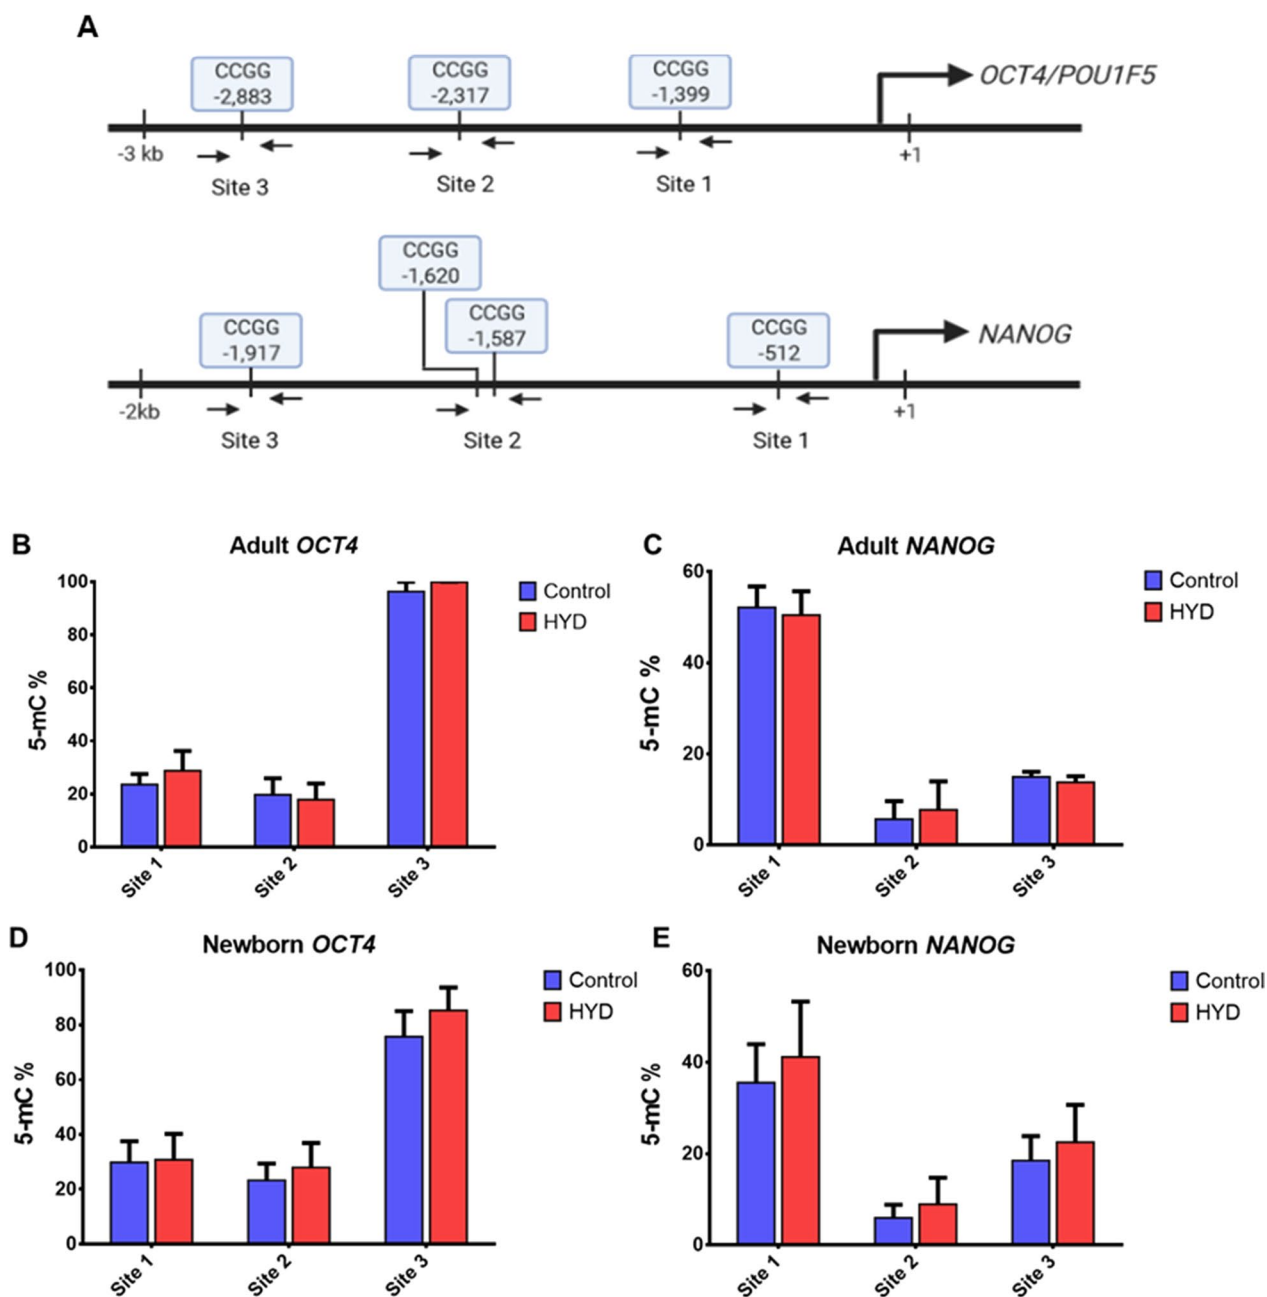 A
CCGG
-2,883
CCGG
-2,317
CCGG
-1,399
OCT4/POU1F5
-3 kb
+1
Site 3
Site 2
Site 1
CCGG
-1,620
CCGG
-1,917
CCGG
-1,587
CCGG
-512
NANOG
-2kb
+1
Site 3
Site 2
Site 1
B
Adult OCT4
5-mC %
100
80
60
40
20
0
Site 1
Site 2
Site 3
Control
HYD
C
Adult NANOG
5-mC %
60
40
20
0
Site 1
Site 2
Site 3
Control
HYD
D
Newborn OCT4
5-mC %
100
80
60
40
20
0
Site 1
Site 2
Site 3
Control
HYD
E
Newborn NANOG
5-mC %
60
40
20
0
Site 1
Site 2
Site 3
Control
HYD